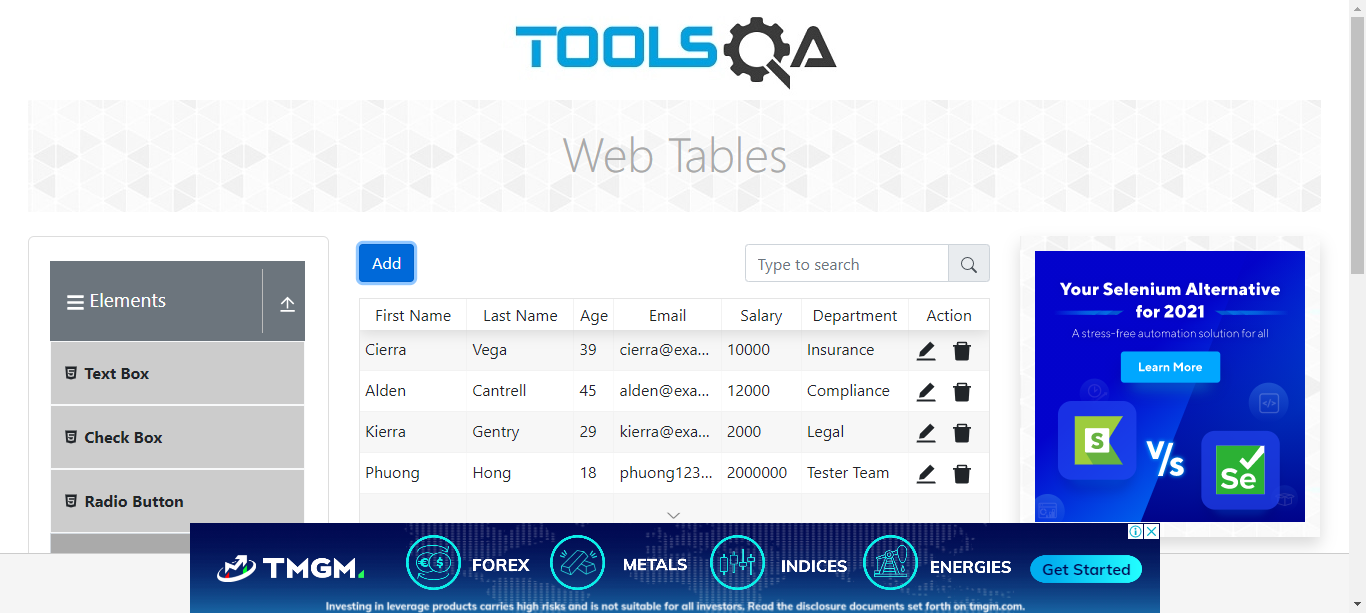 TOOLSQA
Web Tables
Elements
Text Box
Check Box
Radio Button
Add
Type to search
First Name Last Name Age Email Salary Department Action
Cierra Vega 39 cierra@exa... 10000 Insurance
Alden Cantrell 45 alden@exa... 12000 Compliance
Kierra Gentry 29 kierra@exa... 2000 Legal
Phuong Hong 18 phuong123... 2000000 Tester Team
Your Selenium Alternative
for 2021
A stress-free automation solution for all
Learn More
S
V/s
Se
TMGM FOREX METALS INDICES ENERGIES Get Started
Investing in leverage products carries high risks and is not suitable for all investors. Read the disclosure documents set forth on tmgm.com.